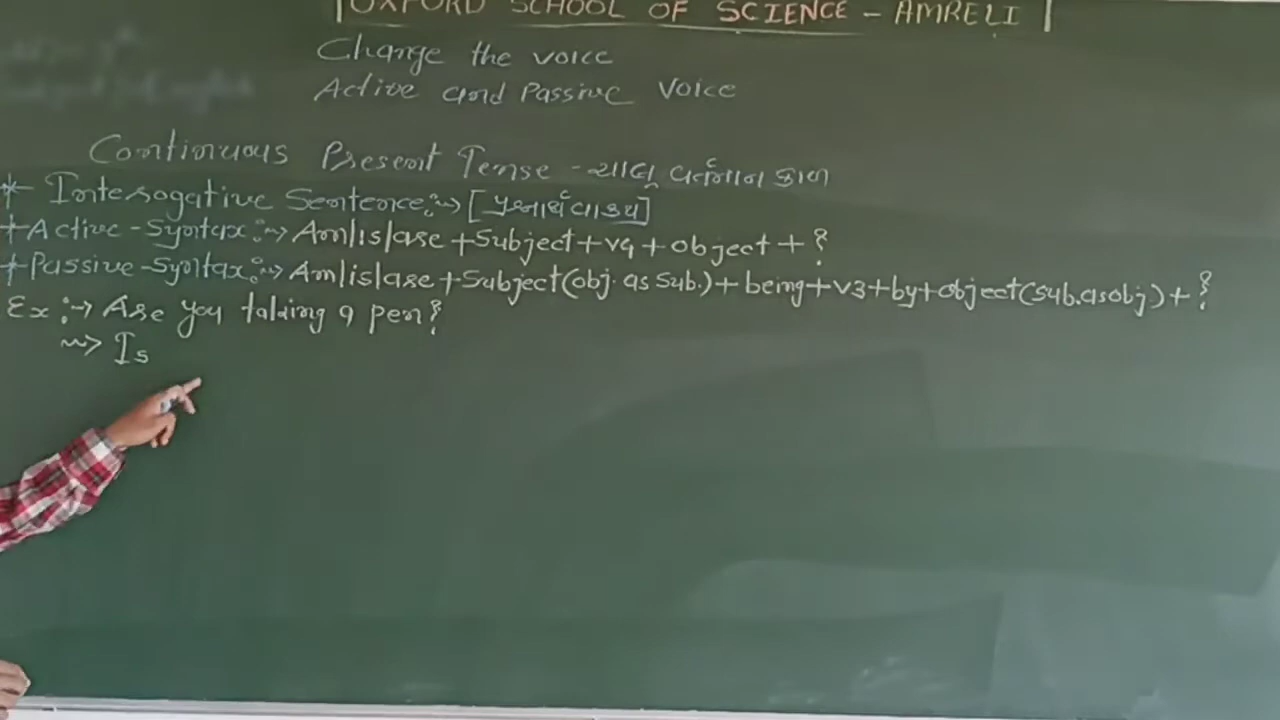 OXFORD SCHOOL OF SCIENCE - AMRELI
Change the voice
Active and Passive Voice
Continuous Present Tense - ચાલુ વર્તમાન કાળ
* Interogative Sentence :→ [પ્રશ્નાર્થ વાક્ય]
+ Active-Syntax :→ Am/is/are + Subject + v4 + object + ?
+ Passive-Syntax :→ Am/is/are + Subject (obj. as Sub.) + being + v3 + by + object (sub. as obj) + ?
Ex :→ Are you taking a pen?
→ Is